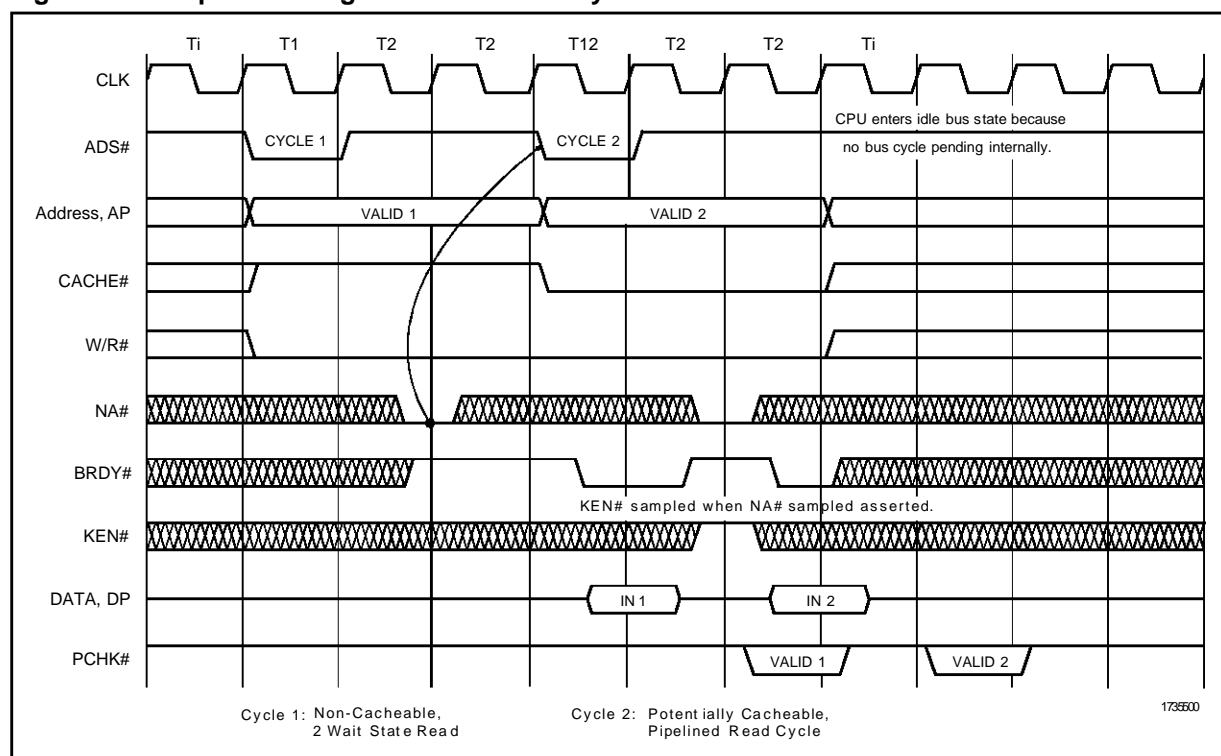 Ti T1 T2 T2 T12 T2 T2 Ti
CLK
CPU enters idle bus state because
ADS# CYCLE 1 CYCLE 2
no bus cycle pending internally.
Address, AP VALID 1 VALID 2
CACHE#
W/R#
NA#
BRDY#
KEN# sampled when NA# sampled asserted.
KEN#
DATA, DP IN 1 IN 2
PCHK# VALID 1 VALID 2
Cycle 1: Non-Cacheable,
2 Wait State Read
Cycle 2: Potentially Cacheable,
Pipelined Read Cycle